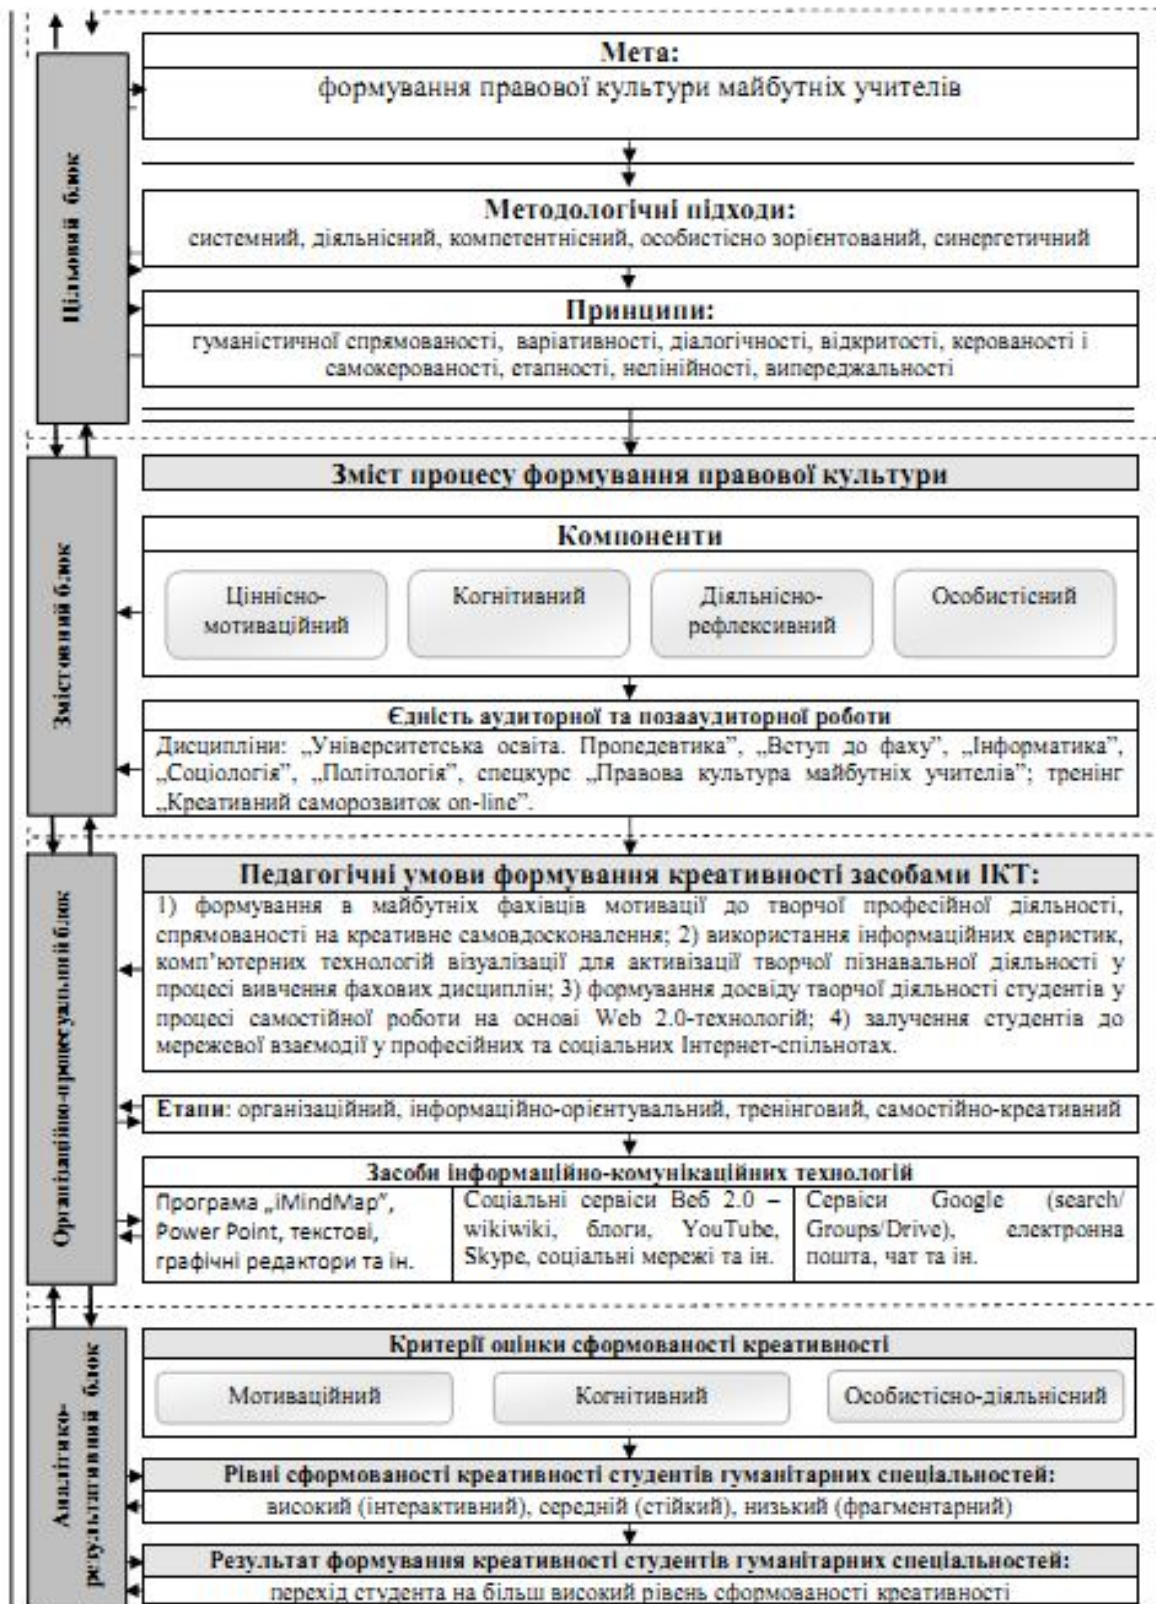 Цільовий блок
Мета:
формування правової культури майбутніх учителів
Методологічні підходи:
системний, діяльнісний, компетентнісний, особистісно зорієнтований, синергетичний
Принципи:
гуманістичної спрямованості, варіативності, діалогічності, відкритості, керованості і
самокерованості, етапності, нелінійності, випереджальності
Змістовний блок
Зміст процесу формування правової культури
Компоненти
Ціннісно-
мотиваційний
Когнітивний
Діяльнісно-
рефлексивний
Особистісний
Єдність аудиторної та позааудиторної роботи
Дисципліни: „Університетська освіта. Пропедевтика”, „Вступ до фаху”, „Інформатика”,
„Соціологія”, „Політологія”, спецкурс „Правова культура майбутніх учителів”; тренінг
„Креативний саморозвиток on-line”.
Організаційно-процесуальний блок
Педагогічні умови формування креативності засобами ІКТ:
1) формування в майбутніх фахівців мотивації до творчої професійної діяльності,
спрямованості на креативне самовдосконалення; 2) використання інформаційних евристик,
комп’ютерних технологій візуалізації для активізації творчої пізнавальної діяльності у
процесі вивчення фахових дисциплін; 3) формування досвіду творчої діяльності студентів у
процесі самостійної роботи на основі Web 2.0-технологій; 4) залучення студентів до
мережевої взаємодії у професійних та соціальних Інтернет-спільнотах.
Етапи: організаційний, інформаційно-орієнтувальний, тренінговий, самостійно-креативний
Засоби інформаційно-комунікаційних технологій
Програма „iMindMap”,
Power Point, текстові,
графічні редактори та ін.
Соціальні сервіси Веб 2.0 –
wikiwiki, блоги, YouTube,
Skype, соціальні мережі та ін.
Сервіси Google (search/
Groups/Drive), електронна
пошта, чат та ін.
Аналітико-
результативний блок
Критерії оцінки сформованості креативності
Мотиваційний
Когнітивний
Особистісно-діяльнісний
Рівні сформованості креативності студентів гуманітарних спеціальностей:
високий (інтерактивний), середній (стійкий), низький (фрагментарний)
Результат формування креативності студентів гуманітарних спеціальностей:
перехід студента на більш високий рівень сформованості креативності